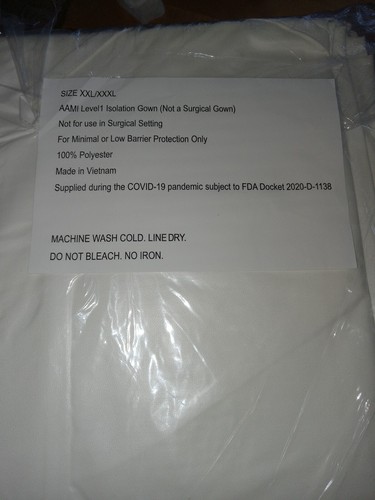 SIZE XXL/XXXL
AAMI Level1 Isolation Gown (Not a Surgical Gown)
Not for use in Surgical Setting
For Minimal or Low Barrier Protection Only
100% Polyester
Made in Vietnam
Supplied during the COVID-19 pandemic subject to FDA Docket 2020-D-1138
MACHINE WASH COLD. LINE DRY.
DO NOT BLEACH. NO IRON.